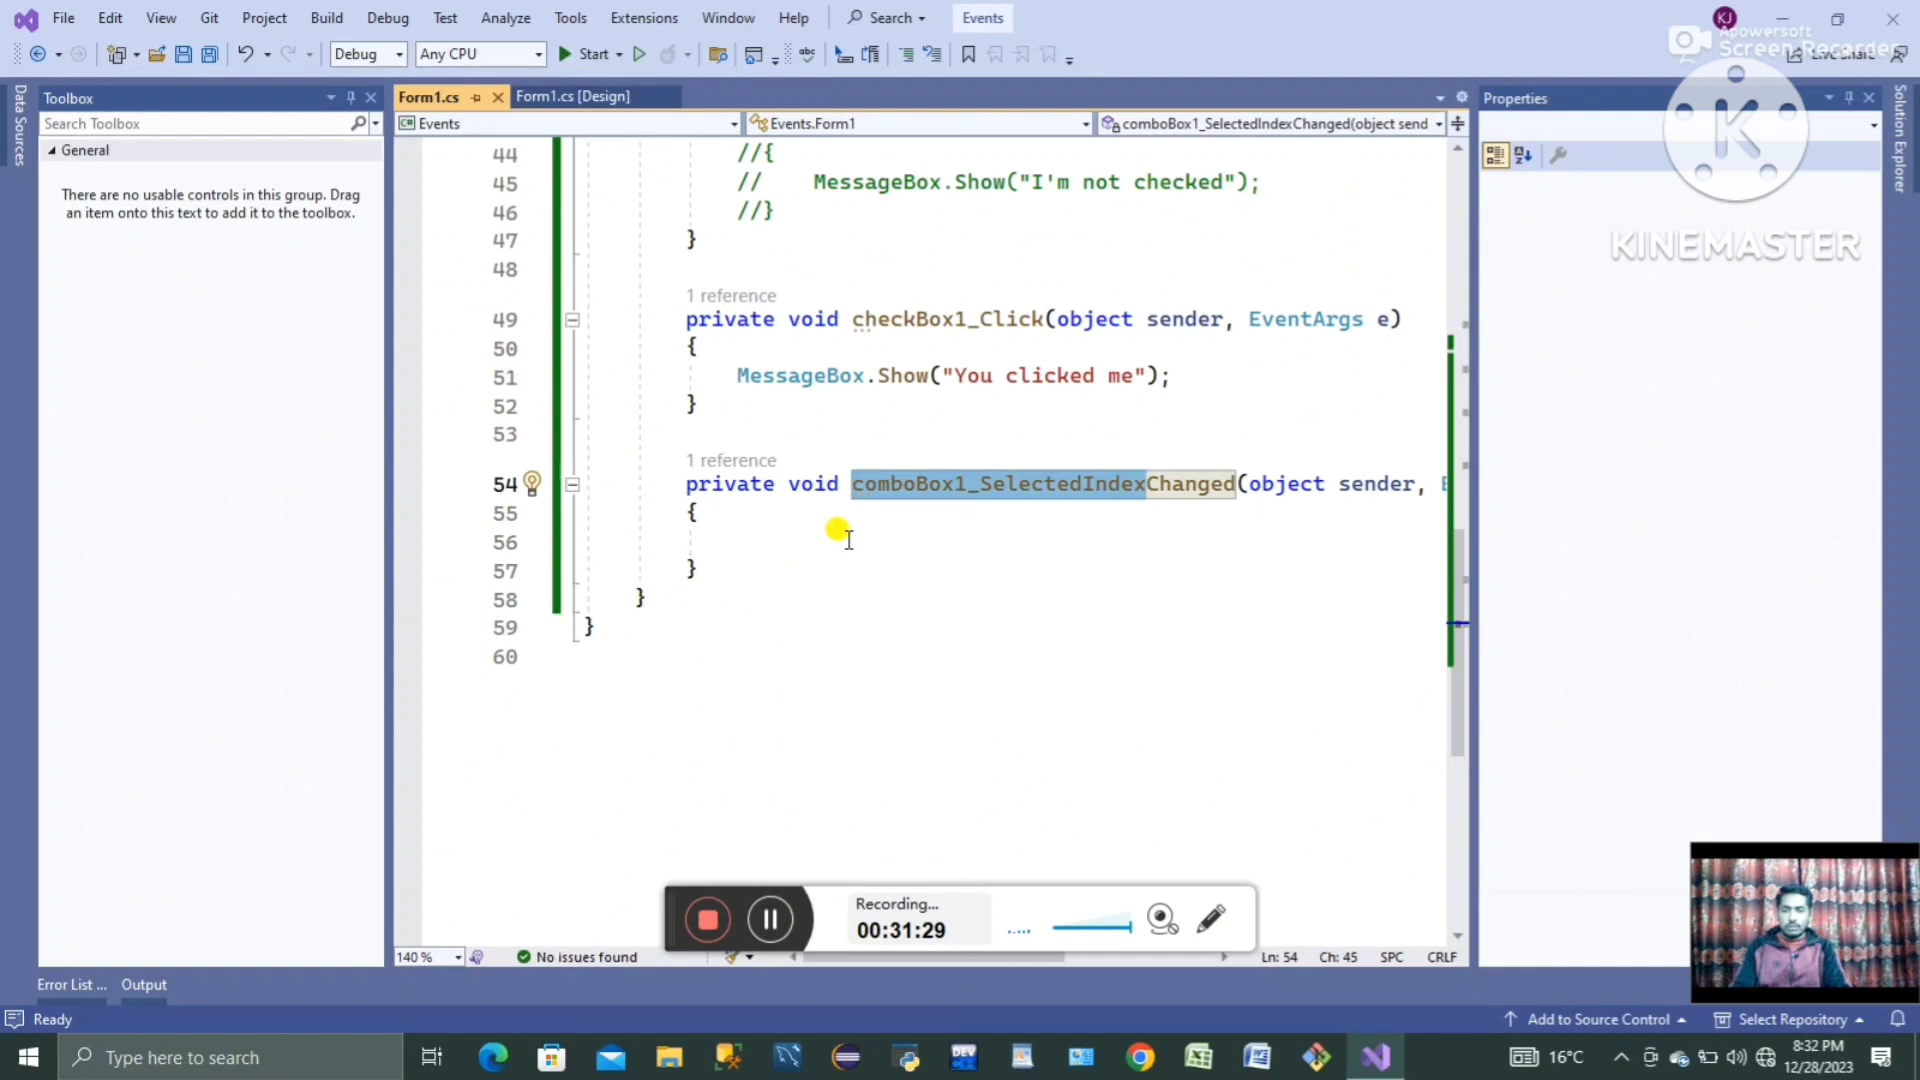 File Edit View Git Project Build Debug Test Analyze Tools Extensions Window Help Search Events KJ
Apowersoft
Screen Recorder
Debug Any CPU Start
Data Sources
Toolbox
Search Toolbox
General
There are no usable controls in this group. Drag
an item onto this text to add it to the toolbox.
Form1.cs Form1.cs [Design]
C# Events Events.Form1 comboBox1_SelectedIndexChanged(object send
44 //{
45 // MessageBox.Show("I'm not checked");
46 //}
47 }
48
1 reference
49 private void checkBox1_Click(object sender, EventArgs e)
50 {
51 MessageBox.Show("You clicked me");
52 }
53
1 reference
54 private void comboBox1_SelectedIndexChanged(object sender,
55 {
56
57 }
58 }
59 }
60
Properties
Solution Explorer
K
KINEMASTER
Recording...
00:31:29
140 % No issues found Ln: 54 Ch: 45 SPC CRLF
Error List ... Output
Ready Add to Source Control Select Repository
Type here to search DEV 16°C 8:32 PM
12/28/2023